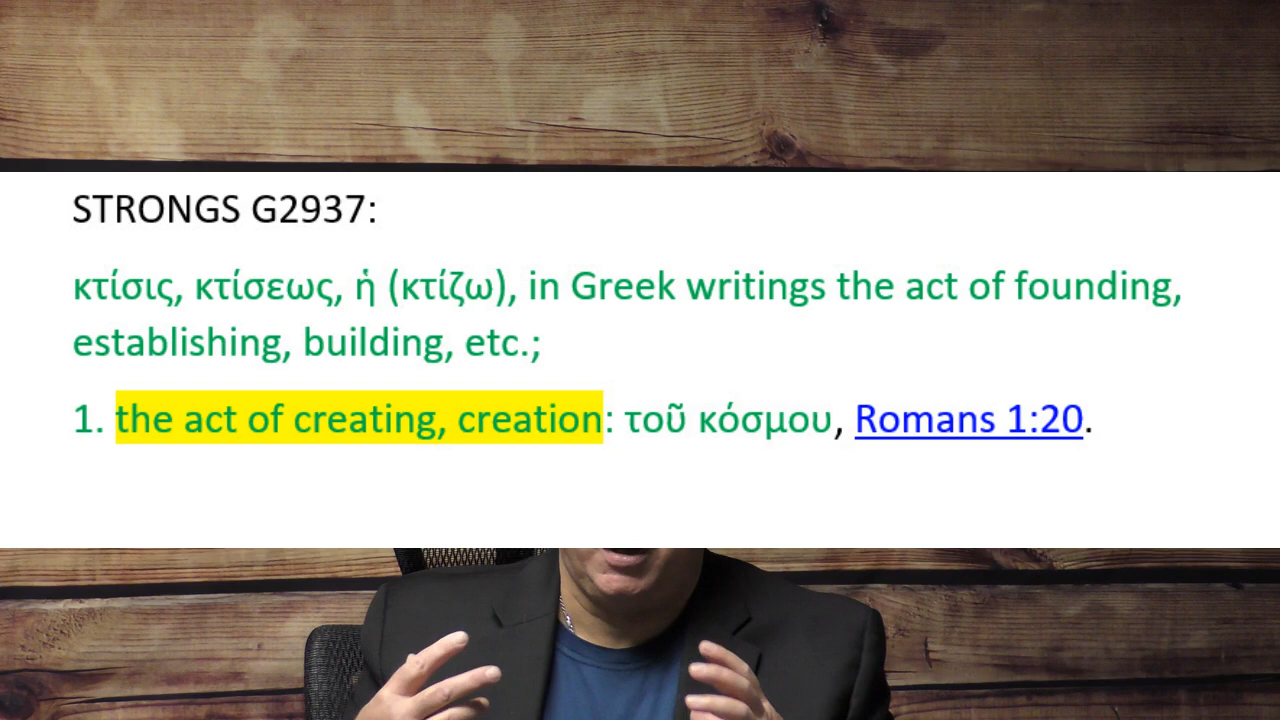 STRONGS G2937:
κτίσις, κτίσεως, ἡ (κτίζω), in Greek writings the act of founding,
establishing, building, etc.;
1. the act of creating, creation: τοῦ κόσμου, Romans 1:20.